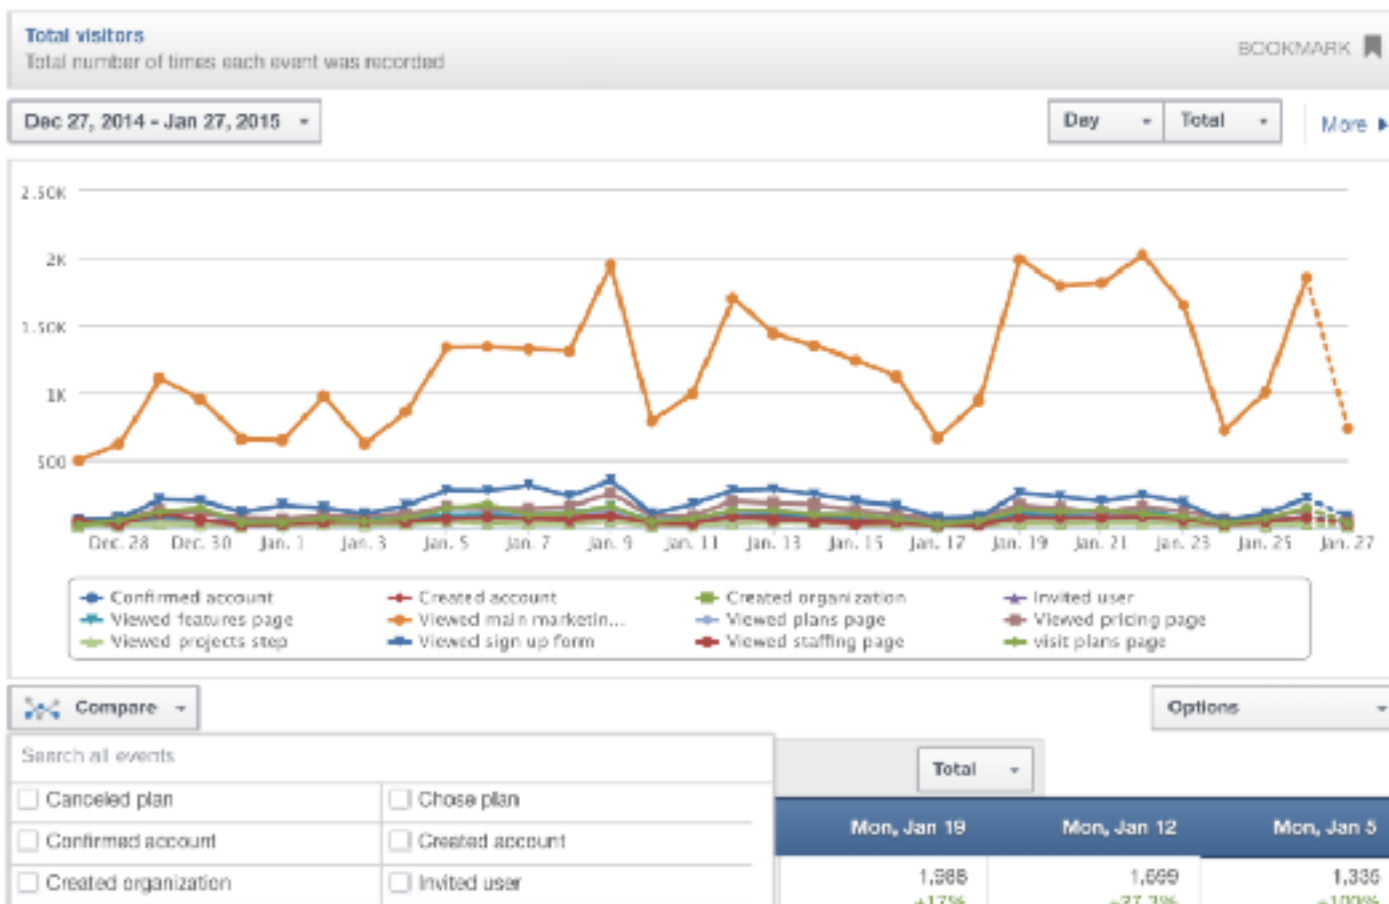 Total visitors
Total number of times each event was recorded
BOOKMARK
Dec 27, 2014 - Jan 27, 2015
Day
Total
More
2.50K
2K
1.50K
1K
500
Dec. 28 Dec. 30 Jan. 1 Jan. 3 Jan. 5 Jan. 7 Jan. 9 Jan. 11 Jan. 13 Jan. 15 Jan. 17 Jan. 19 Jan. 21 Jan. 23 Jan. 25 Jan. 27
Confirmed account Created account Created organization Invited user
Viewed features page Viewed main marketin... Viewed plans page Viewed pricing page
Viewed projects step Viewed sign up form Viewed staffing page visit plans page
Compare
Options
Search all events
Total
Canceled plan Chose plan
Mon, Jan 19 Mon, Jan 12 Mon, Jan 5
Confirmed account Created account
Created organization Invited user
1,988 1,699 1,336
+17% +27.3% +100%